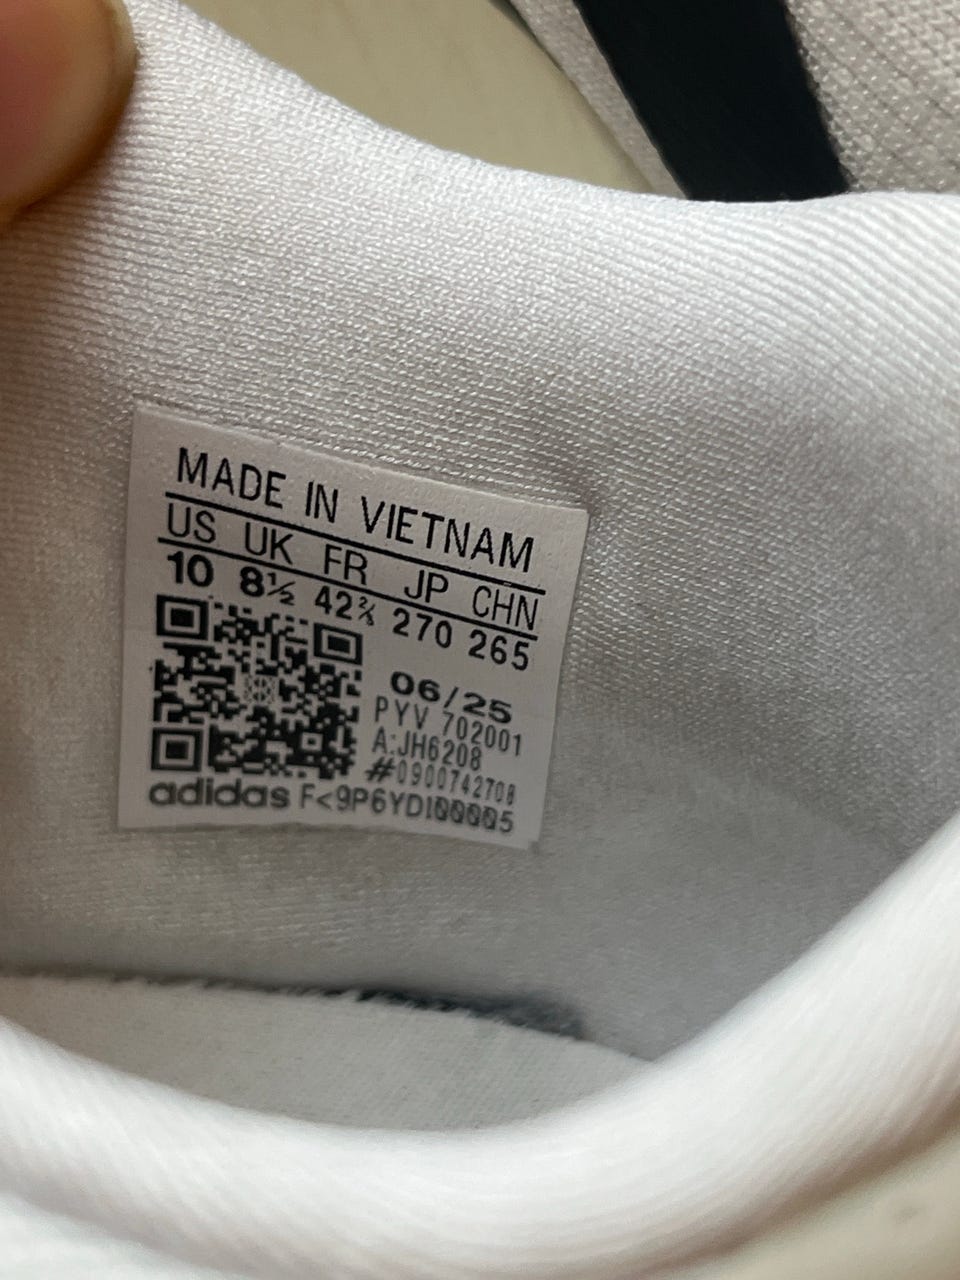 MADE IN VIETNAM
US UK FR JP CHN
10 8½ 42⅔ 270 265
06/25
PYV 702001
A:JH6208
#0900742708
adidas F<9P6YDI00005